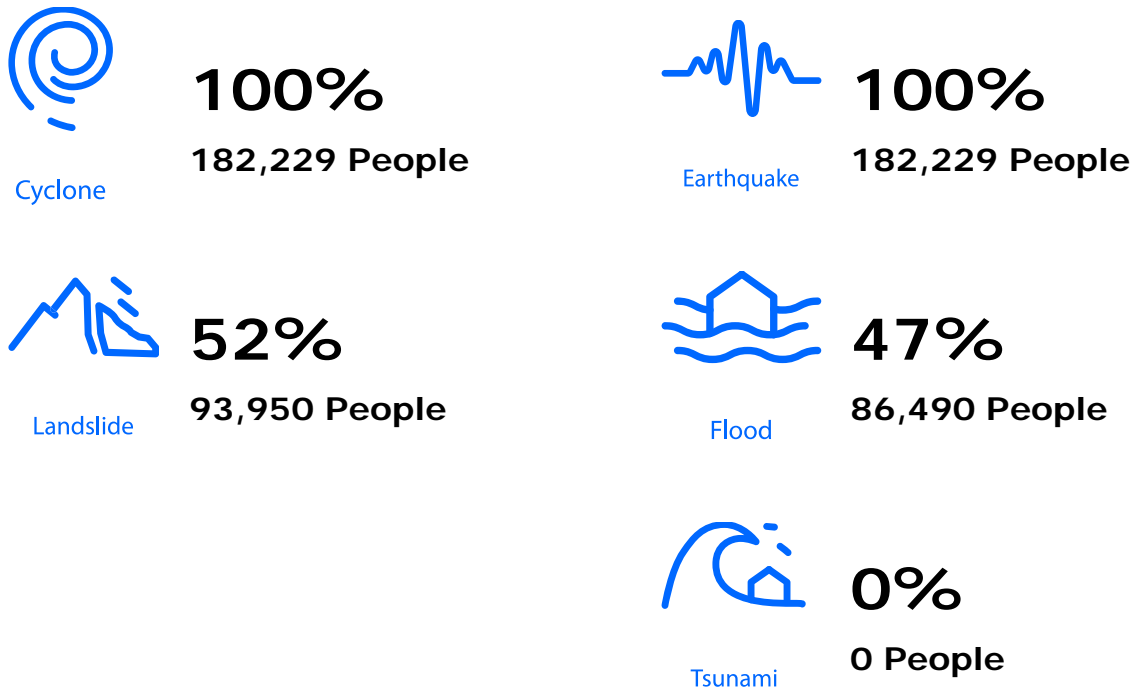 100%
182,229 People
Cyclone
100%
182,229 People
Earthquake
52%
93,950 People
Landslide
47%
86,490 People
Flood
0%
0 People
Tsunami